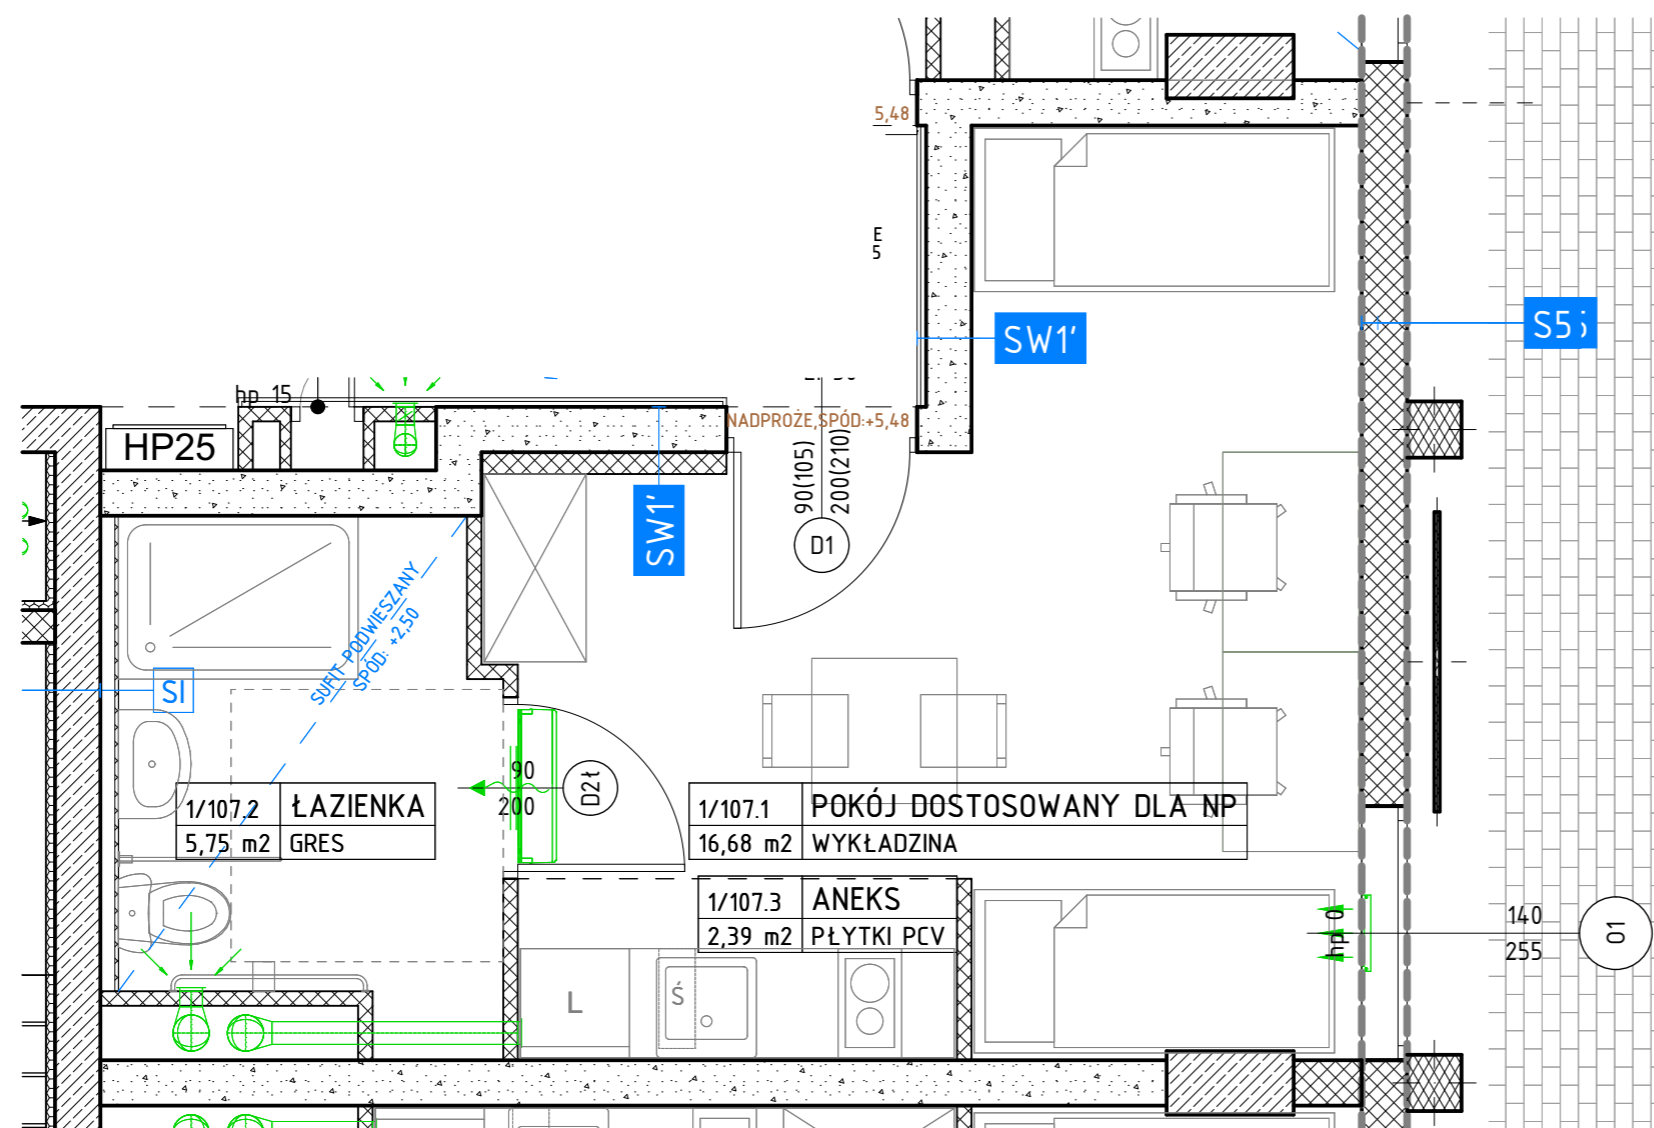 5,48
E
5
SW1'
S5
hp 15
NADPROŻE,SPÓD:+5,48
HP25
90(105)
200(210)
SW1'
D1
SUFIT PODWIESZANY
SPÓD: +2,50
SI
90
200
D2Ł
1/107.2 ŁAZIENKA
5,75 m2 GRES
1/107.1 POKÓJ DOSTOSOWANY DLA NP
16,68 m2 WYKŁADZINA
1/107.3 ANEKS
2,39 m2 PŁYTKI PCV
hp 0
140
255
01
L
Ś